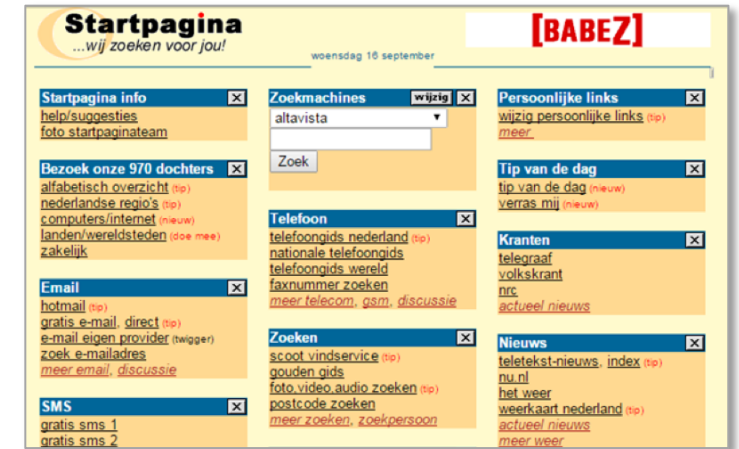 Startpagina
...wij zoeken voor jou!
[BABEZ]
woensdag 16 september
Startpagina info
help/suggesties
foto startpaginateam
Bezoek onze 970 dochters
alfabetisch overzicht (tip)
nederlandse regio's (tip)
computers/internet (nieuw)
landen/wereldsteden (doe mee)
zakelijk
Email
hotmail (tip)
gratis e-mail, direct (tip)
e-mail eigen provider (twigger)
zoek e-mailadres
meer email, discussie
SMS
gratis sms 1
gratis sms 2
Zoekmachines wijzig
altavista
Zoek
Telefoon
telefoongids nederland (tip)
nationale telefoongids
telefoongids wereld
faxnummer zoeken
meer telecom, gsm, discussie
Zoeken
scoot vindservice (tip)
gouden gids
foto.video.audio zoeken (tip)
postcode zoeken
meer zoeken, zoekpersoon
Persoonlijke links
wijzig persoonlijke links (tip)
meer
Tip van de dag
tip van de dag (nieuw)
verras mij (nieuw)
Kranten
telegraaf
volkskrant
nrc
actueel nieuws
Nieuws
teletekst-nieuws, index (tip)
nu.nl
het weer
weerkaart nederland (tip)
actueel nieuws
meer weer